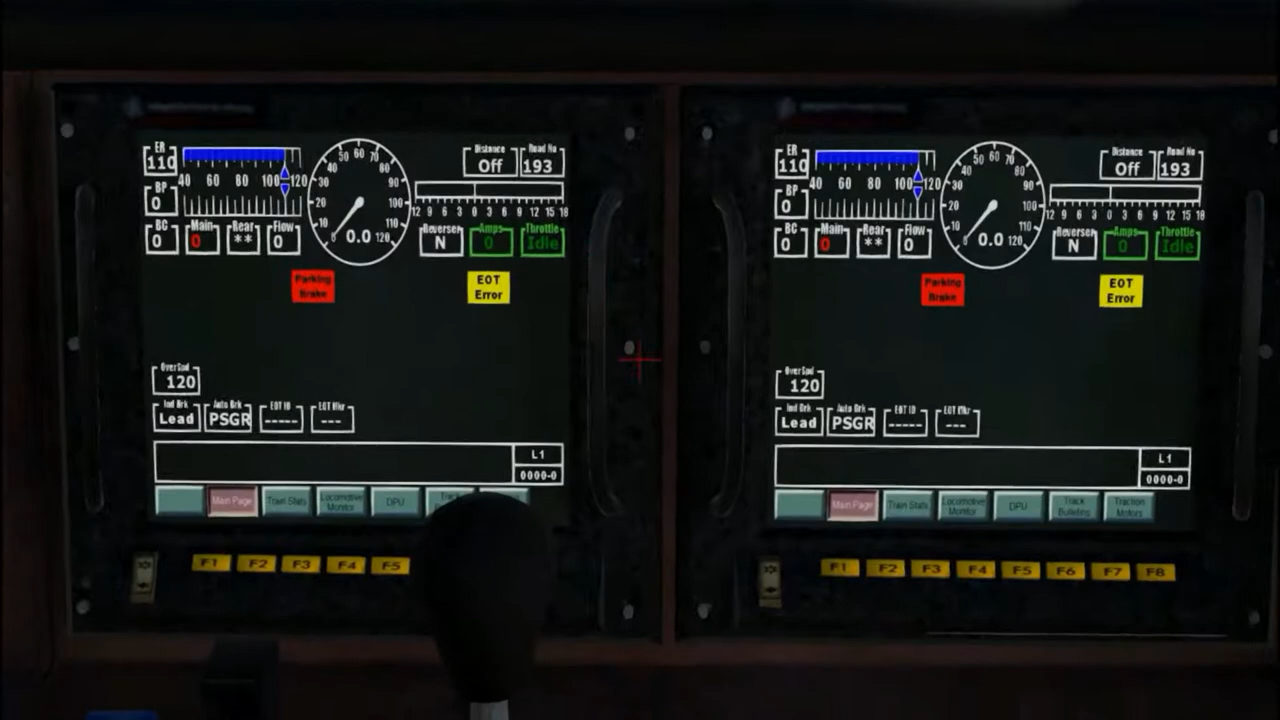 ER
110
40 60 80 100 120
BP
0
BC
0
Main
0
Rear
**
Flow
0
0 10 20 30 40 50 60 70 80 90 100 110 120
0.0
Distance
Off
Road No
193
12 9 6 3 0 3 6 9 12 15 18
Reverser
N
Amps
0
Throttle
Idle
Parking
Brake
EOT
Error
OverSpd
120
Ind Brk
Lead
Auto Brk
PSGR
EOT ID
-----
EOT Mkr
---
L1
0000-0
Main Page
Train Stats
Locomotive
Monitor
DPU
Track
F1 F2 F3 F4 F5
ER
110
40 60 80 100 120
BP
0
BC
0
Main
0
Rear
**
Flow
0
0 10 20 30 40 50 60 70 80 90 100 110 120
0.0
Distance
Off
Road No
193
12 9 6 3 0 3 6 9 12 15 18
Reverser
N
Amps
0
Throttle
Idle
Parking
Brake
EOT
Error
OverSpd
120
Ind Brk
Lead
Auto Brk
PSGR
EOT ID
-----
EOT Mkr
---
L1
0000-0
Main Page
Train Stats
Locomotive
Monitor
DPU
Track
Bulletins
Traction
Motors
F1 F2 F3 F4 F5 F6 F7 F8